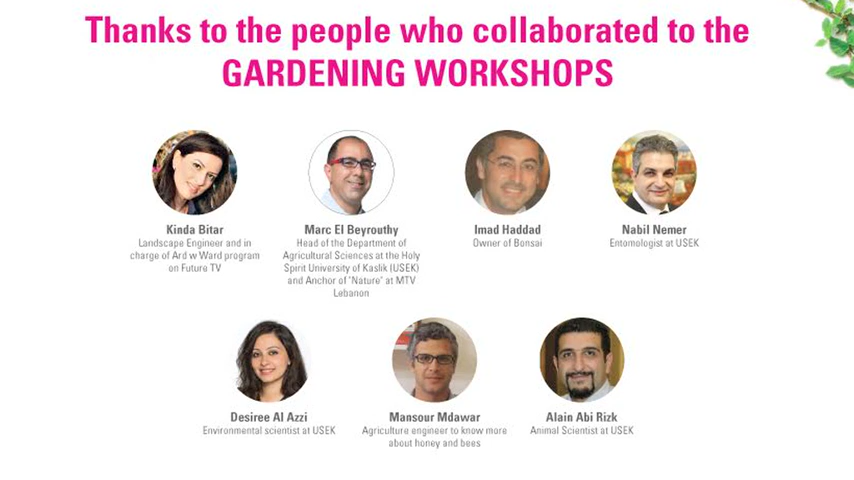 Thanks to the people who collaborated to the
GARDENING WORKSHOPS
Kinda Bitar
Landscape Engineer and in
charge of Ard w Ward program
on Future TV
Marc El Beyrouthy
Head of the Department of
Agricultural Sciences at the Holy
Spirit University of Kaslik (USEK)
and Anchor of "Nature" at MTV
Lebanon
Imad Haddad
Owner of Bonsai
Nabil Nemer
Entomologist at USEK
Desiree Al Azzi
Environmental scientist at USEK
Mansour Mdawar
Agriculture engineer to know more
about honey and bees
Alain Abi Rizk
Animal Scientist at USEK